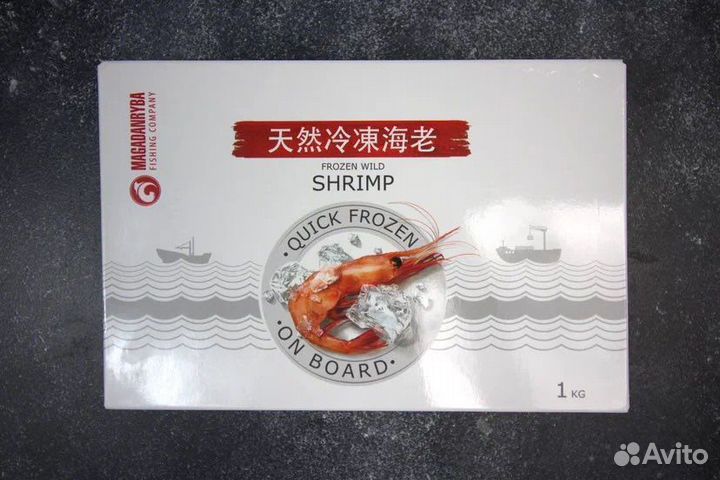 MAGADANRYBA
FISHING COMPANY
天然冷凍海老
FROZEN WILD
SHRIMP
•QUICK FROZEN
•ON BOARD•
1 KG
Avito